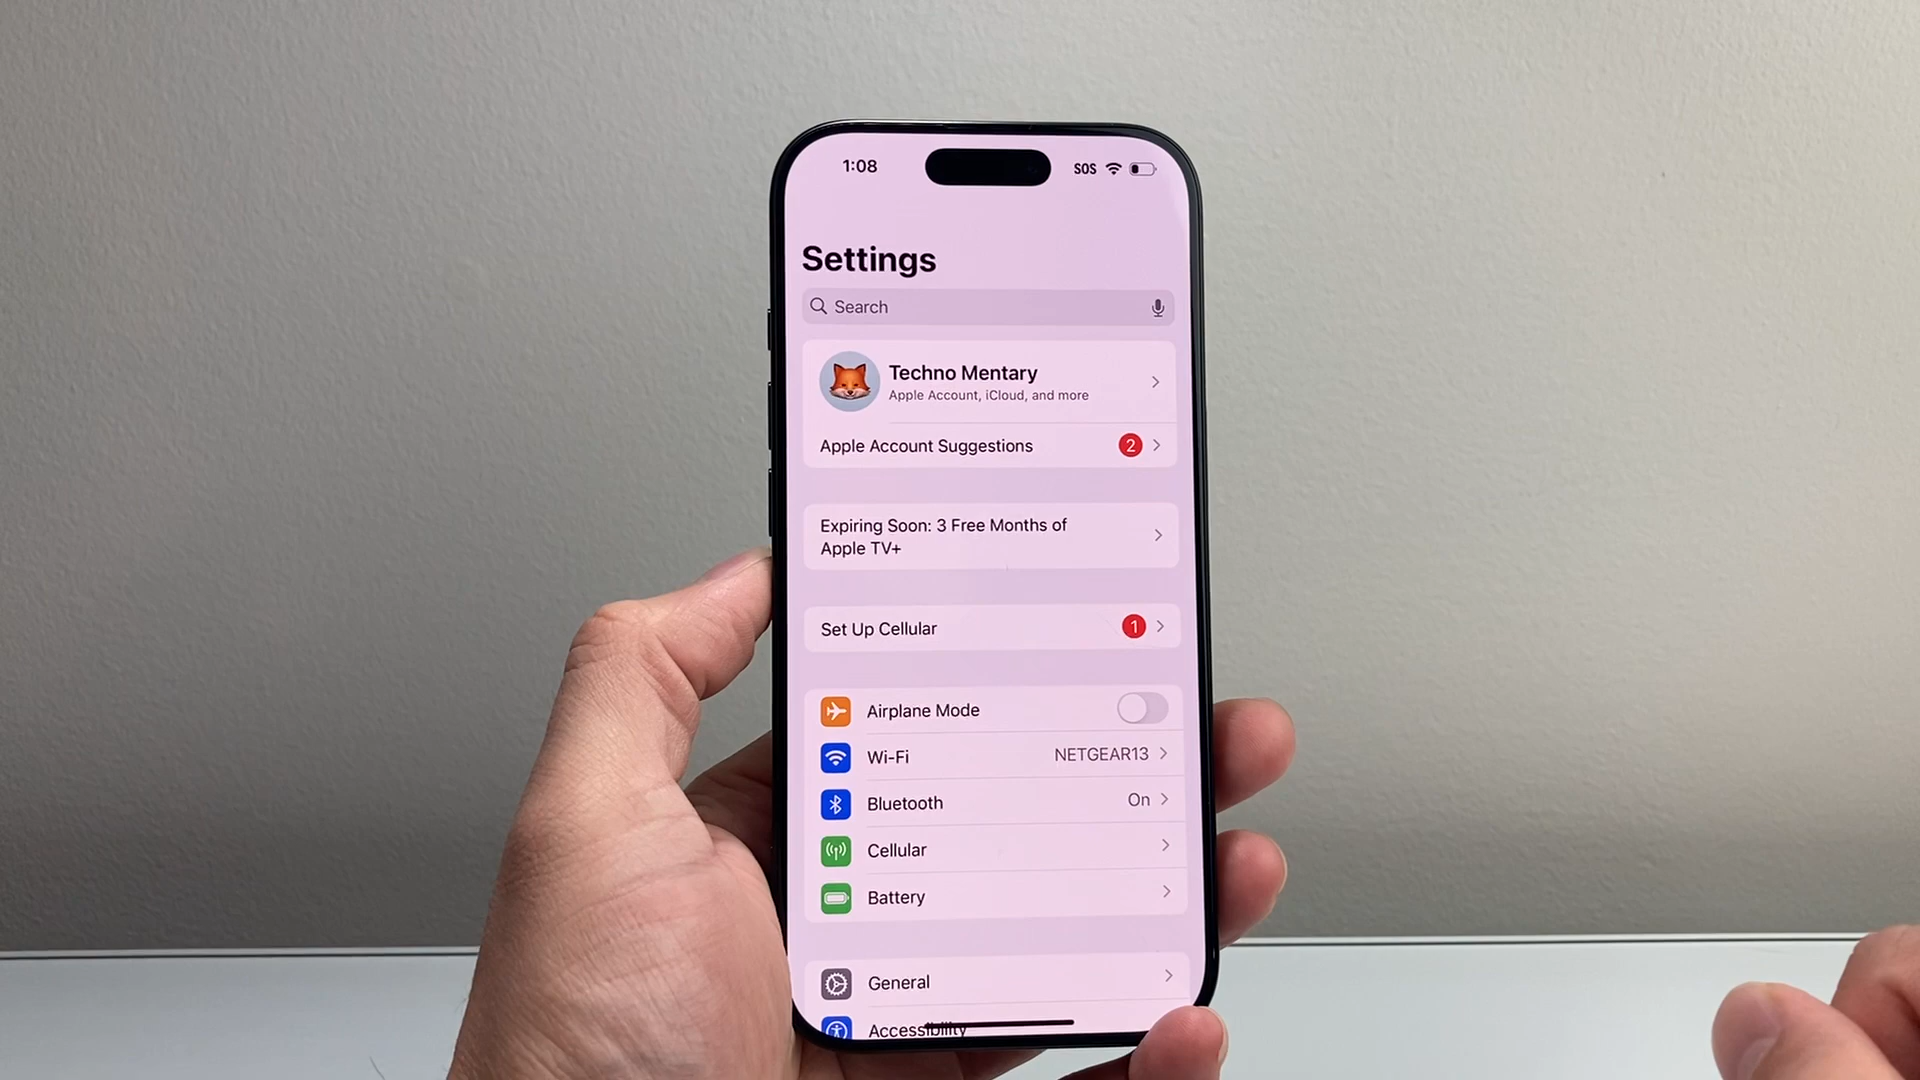 1:08
SOS
Settings
Search
Techno Mentary
Apple Account, iCloud, and more
Apple Account Suggestions 2
Expiring Soon: 3 Free Months of
Apple TV+
Set Up Cellular 1
Airplane Mode
Wi-Fi NETGEAR13
Bluetooth On
Cellular
Battery
General
Accessibility